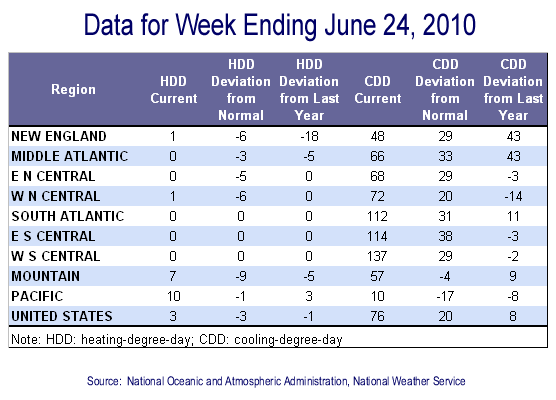 Data for Week Ending June 24, 2010
Region HDD Current HDD Deviation from Normal HDD Deviation from Last Year CDD Current CDD Deviation from Normal CDD Deviation from Last Year
NEW ENGLAND 1 -6 -18 48 29 43
MIDDLE ATLANTIC 0 -3 -5 66 33 43
E N CENTRAL 0 -5 0 68 29 -3
W N CENTRAL 1 -6 0 72 20 -14
SOUTH ATLANTIC 0 0 0 112 31 11
E S CENTRAL 0 0 0 114 38 -3
W S CENTRAL 0 0 0 137 29 -2
MOUNTAIN 7 -9 -5 57 -4 9
PACIFIC 10 -1 3 10 -17 -8
UNITED STATES 3 -3 -1 76 20 8
Note: HDD: heating-degree-day; CDD: cooling-degree-day
Source: National Oceanic and Atmospheric Administration, National Weather Service